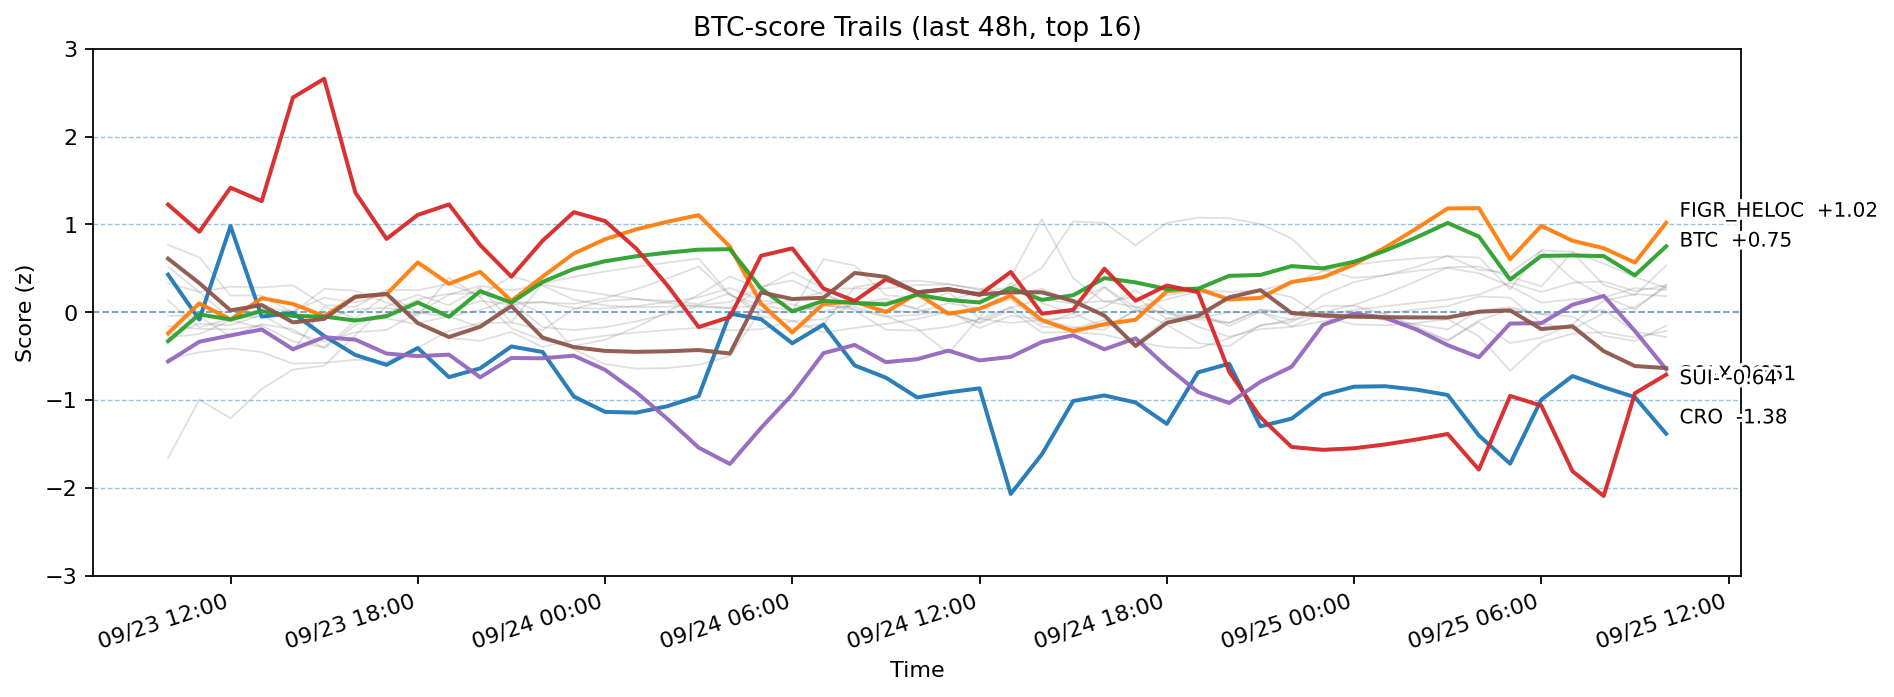 BTC-score Trails (last 48h, top 16)
3
2
1
0
−1
−2
−3
Score (z)
FIGR_HELOC +1.02
BTC +0.75
SUI -0.64
CRO -1.38
09/23 12:00
09/23 18:00
09/24 00:00
09/24 06:00
09/24 12:00
09/24 18:00
09/25 00:00
09/25 06:00
09/25 12:00
Time